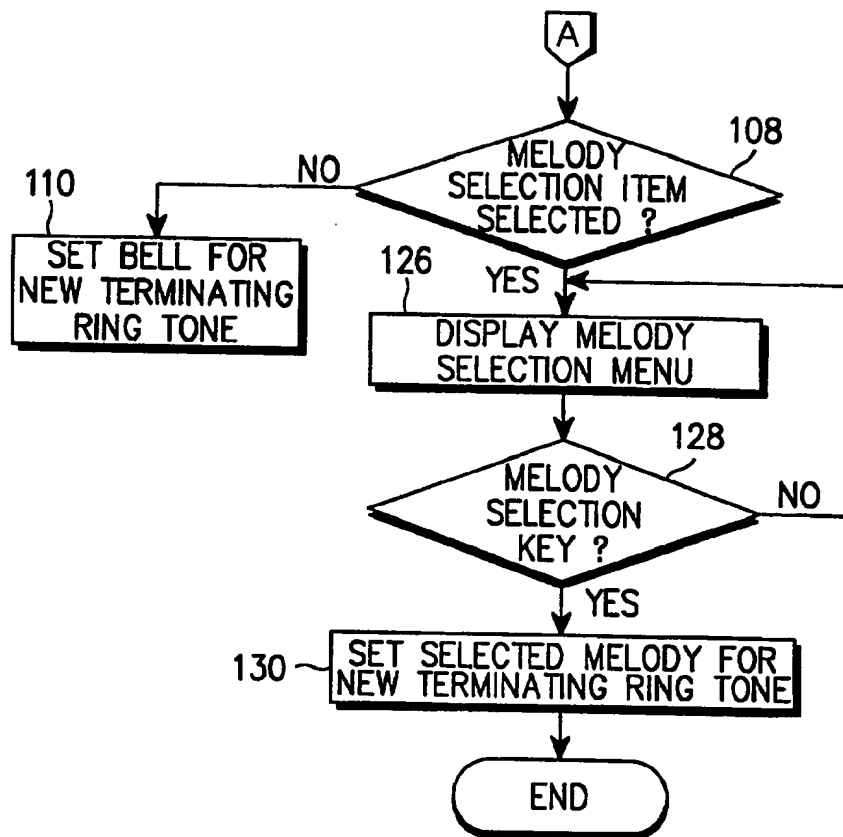 A
108
MELODY
SELECTION ITEM
SELECTED ?
NO
110
SET BELL FOR
NEW TERMINATING
RING TONE
YES
126
DISPLAY MELODY
SELECTION MENU
128
MELODY
SELECTION
KEY ?
NO
YES
130
SET SELECTED MELODY FOR
NEW TERMINATING RING TONE
END